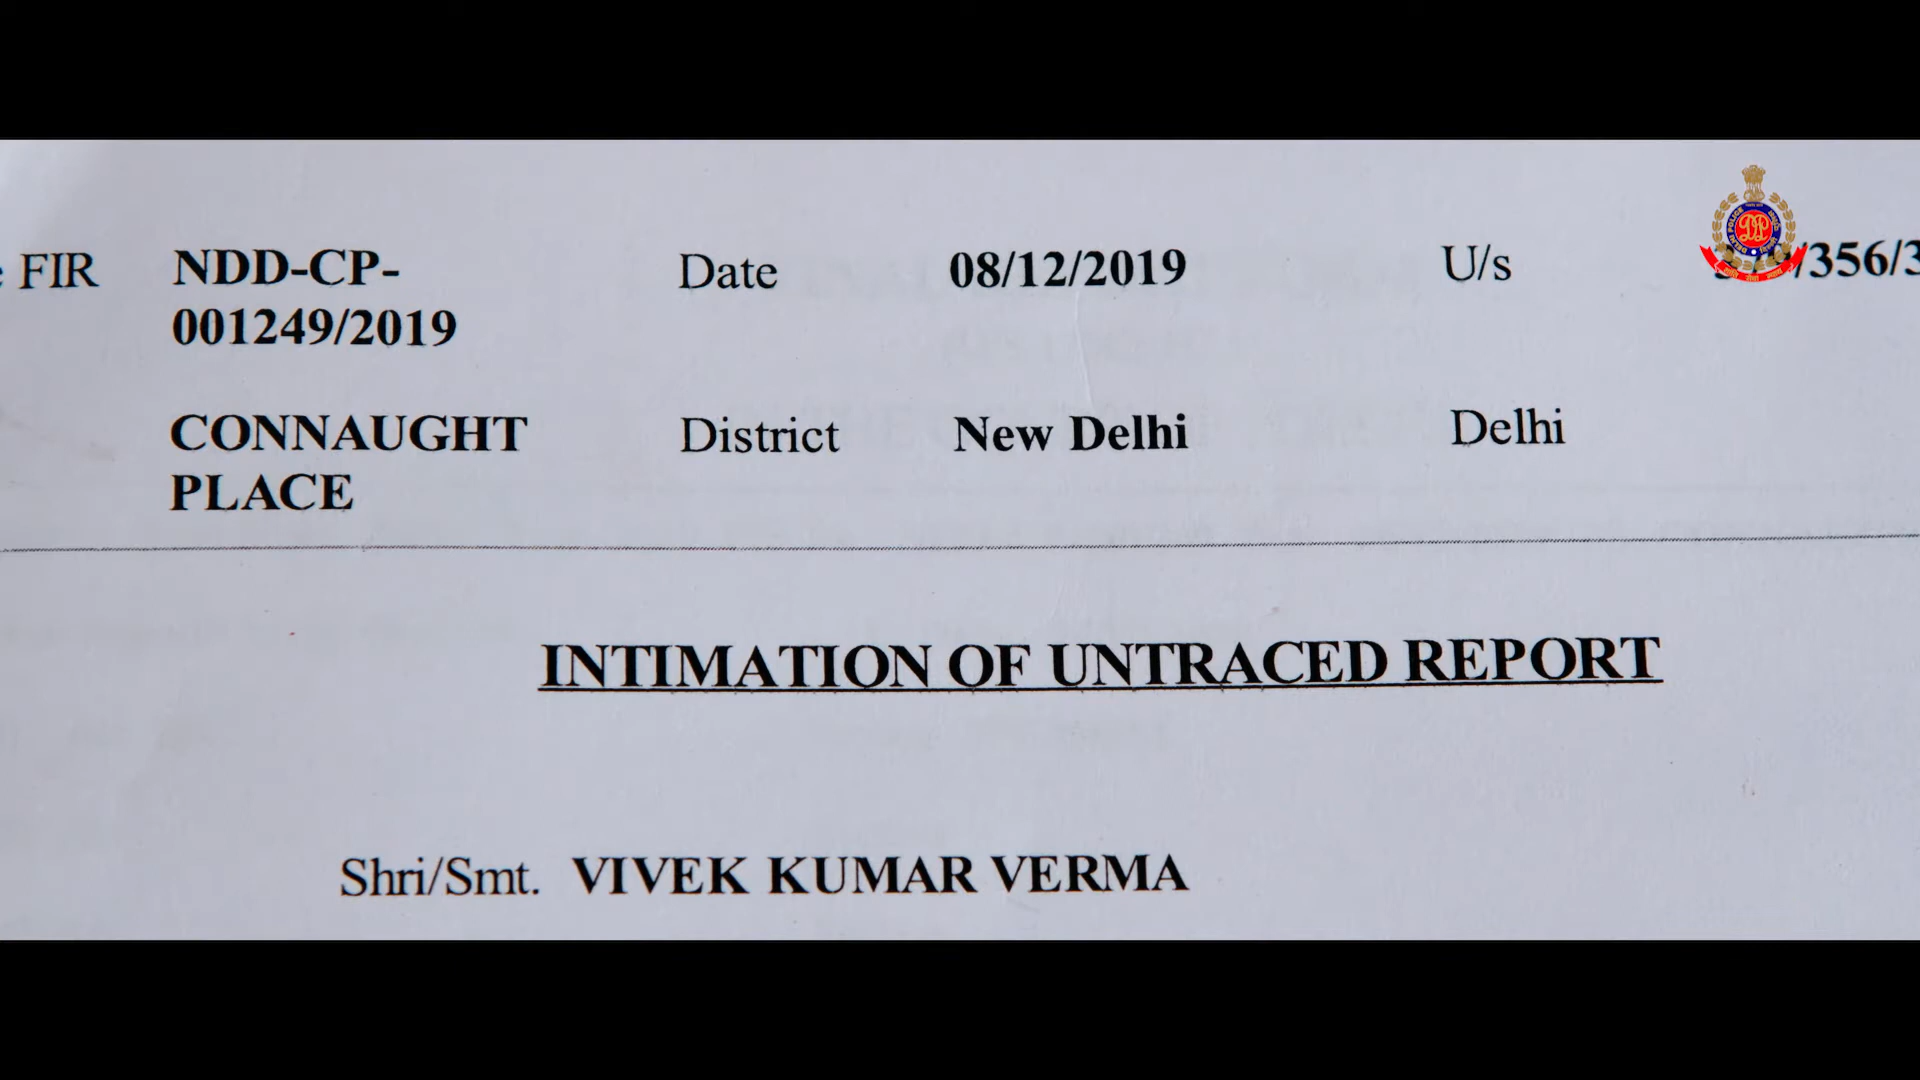 FIR NDD-CP- Date 08/12/2019 U/s /356/3
001249/2019
CONNAUGHT District New Delhi Delhi
PLACE
INTIMATION OF UNTRACED REPORT
Shri/Smt. VIVEK KUMAR VERMA